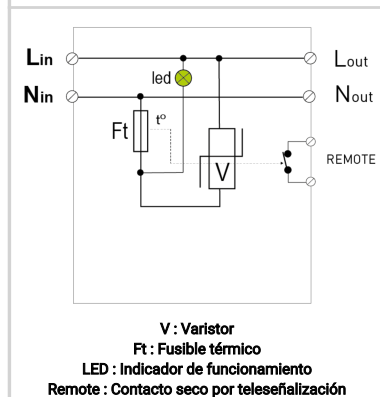 Lin
Lout
led
Nin
Nout
Ft
t°
V
REMOTE
V : Varistor
Ft : Fusible térmico
LED : Indicador de funcionamiento
Remote : Contacto seco por teleseñalización